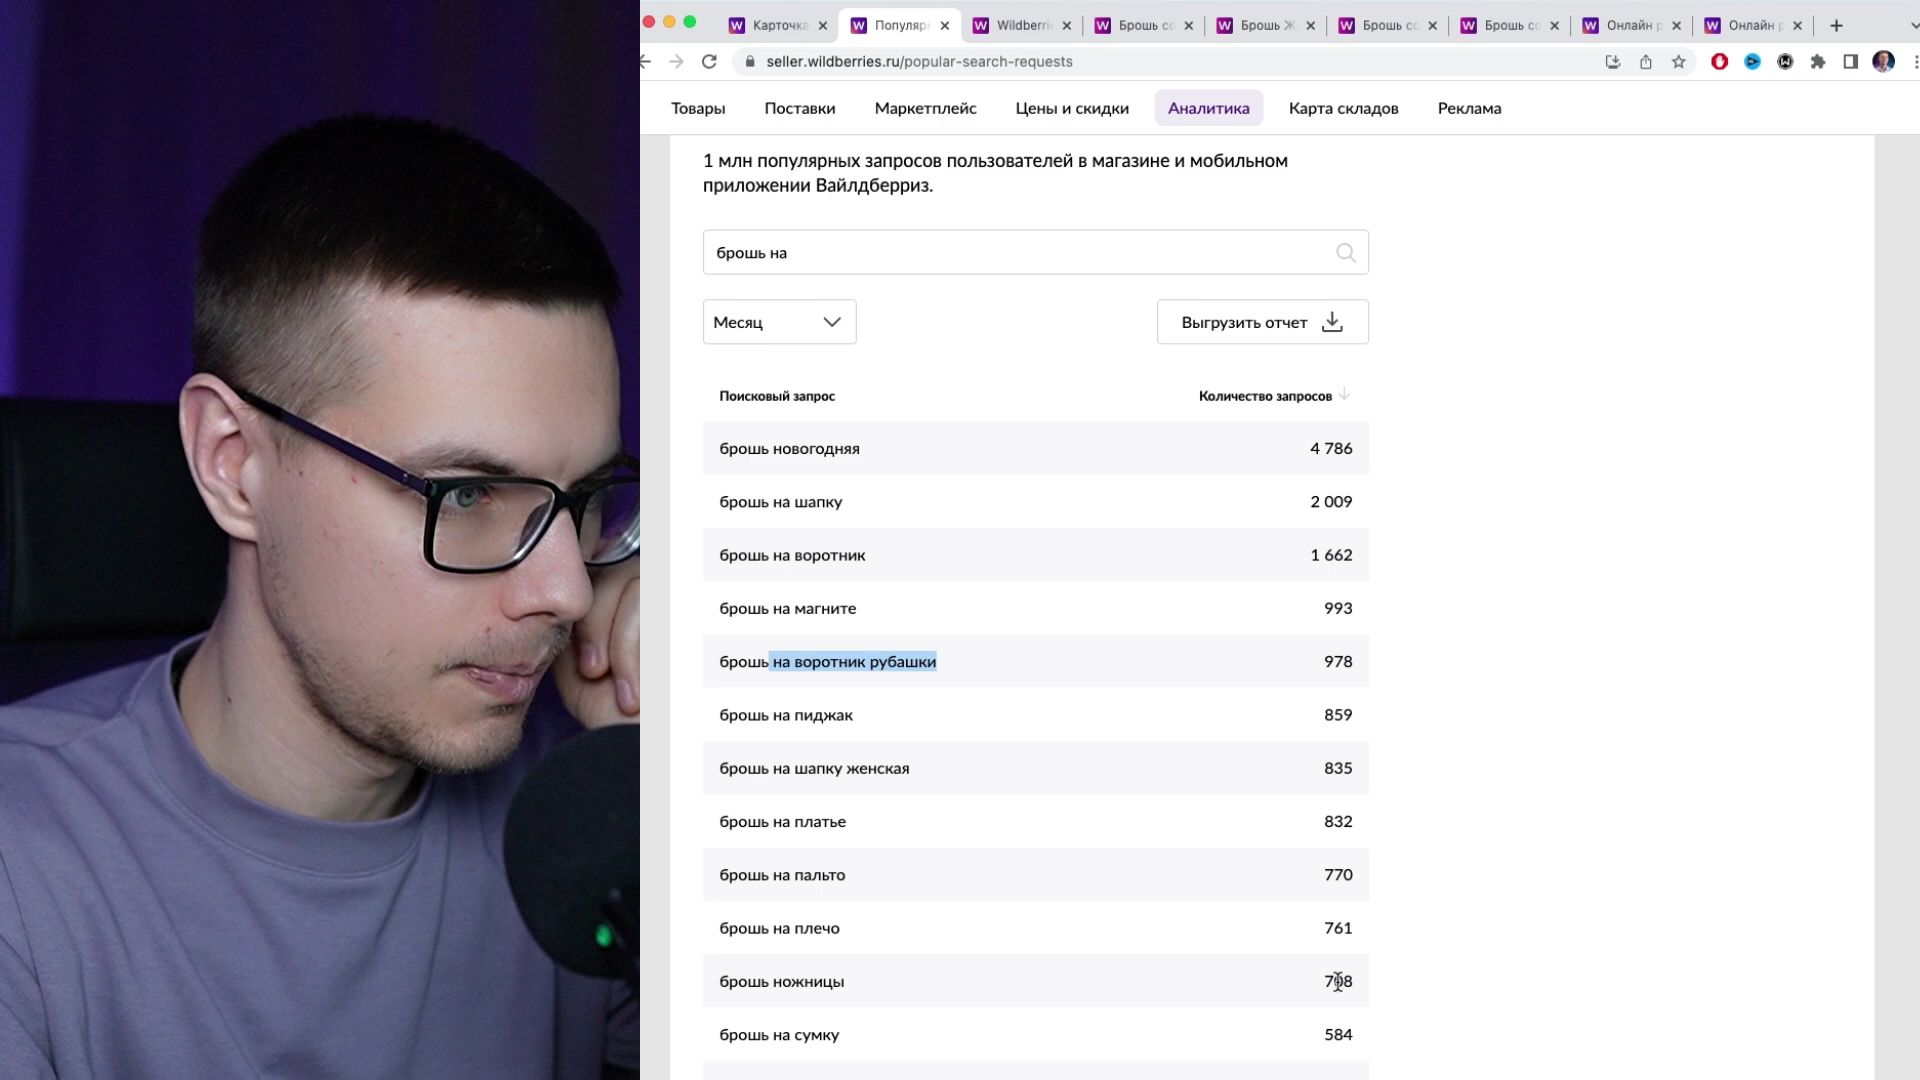 Карточка
Популяр
Wildberri
Брошь со
Брошь Ж
Брошь со
Брошь со
Онлайн р
Онлайн р
seller.wildberries.ru/popular-search-requests
Товары
Поставки
Маркетплейс
Цены и скидки
Аналитика
Карта складов
Реклама
1 млн популярных запросов пользователей в магазине и мобильном
приложении Вайлдберриз.
брошь на
Месяц
Выгрузить отчет
Поисковый запрос Количество запросов
брошь новогодняя 4 786
брошь на шапку 2 009
брошь на воротник 1 662
брошь на магните 993
брошь на воротник рубашки 978
брошь на пиджак 859
брошь на шапку женская 835
брошь на платье 832
брошь на пальто 770
брошь на плечо 761
брошь ножницы
брошь на сумку 584